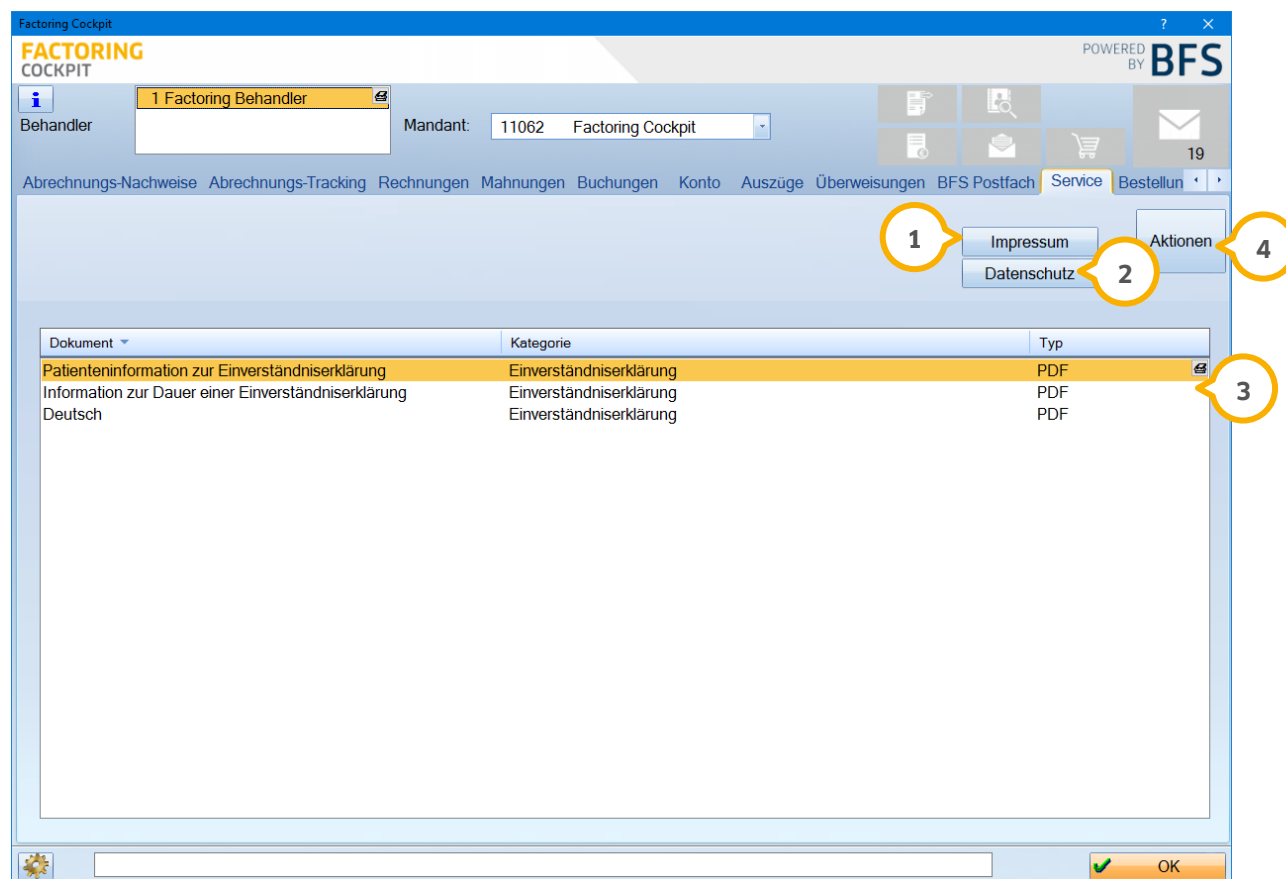 Factoring Cockpit ? ×
FACTORING
COCKPIT
POWERED
BY BFS
1 Factoring Behandler
Behandler
Mandant: 11062 Factoring Cockpit
19
Abrechnungs-Nachweise Abrechnungs-Tracking Rechnungen Mahnungen Buchungen Konto Auszüge Überweisungen BFS Postfach Service Bestellun
1 Impressum
Aktionen 4
Datenschutz 2
Dokument Kategorie Typ
Patienteninformation zur Einverständniserklärung Einverständniserklärung PDF
Information zur Dauer einer Einverständniserklärung Einverständniserklärung PDF
3
Deutsch Einverständniserklärung PDF
OK